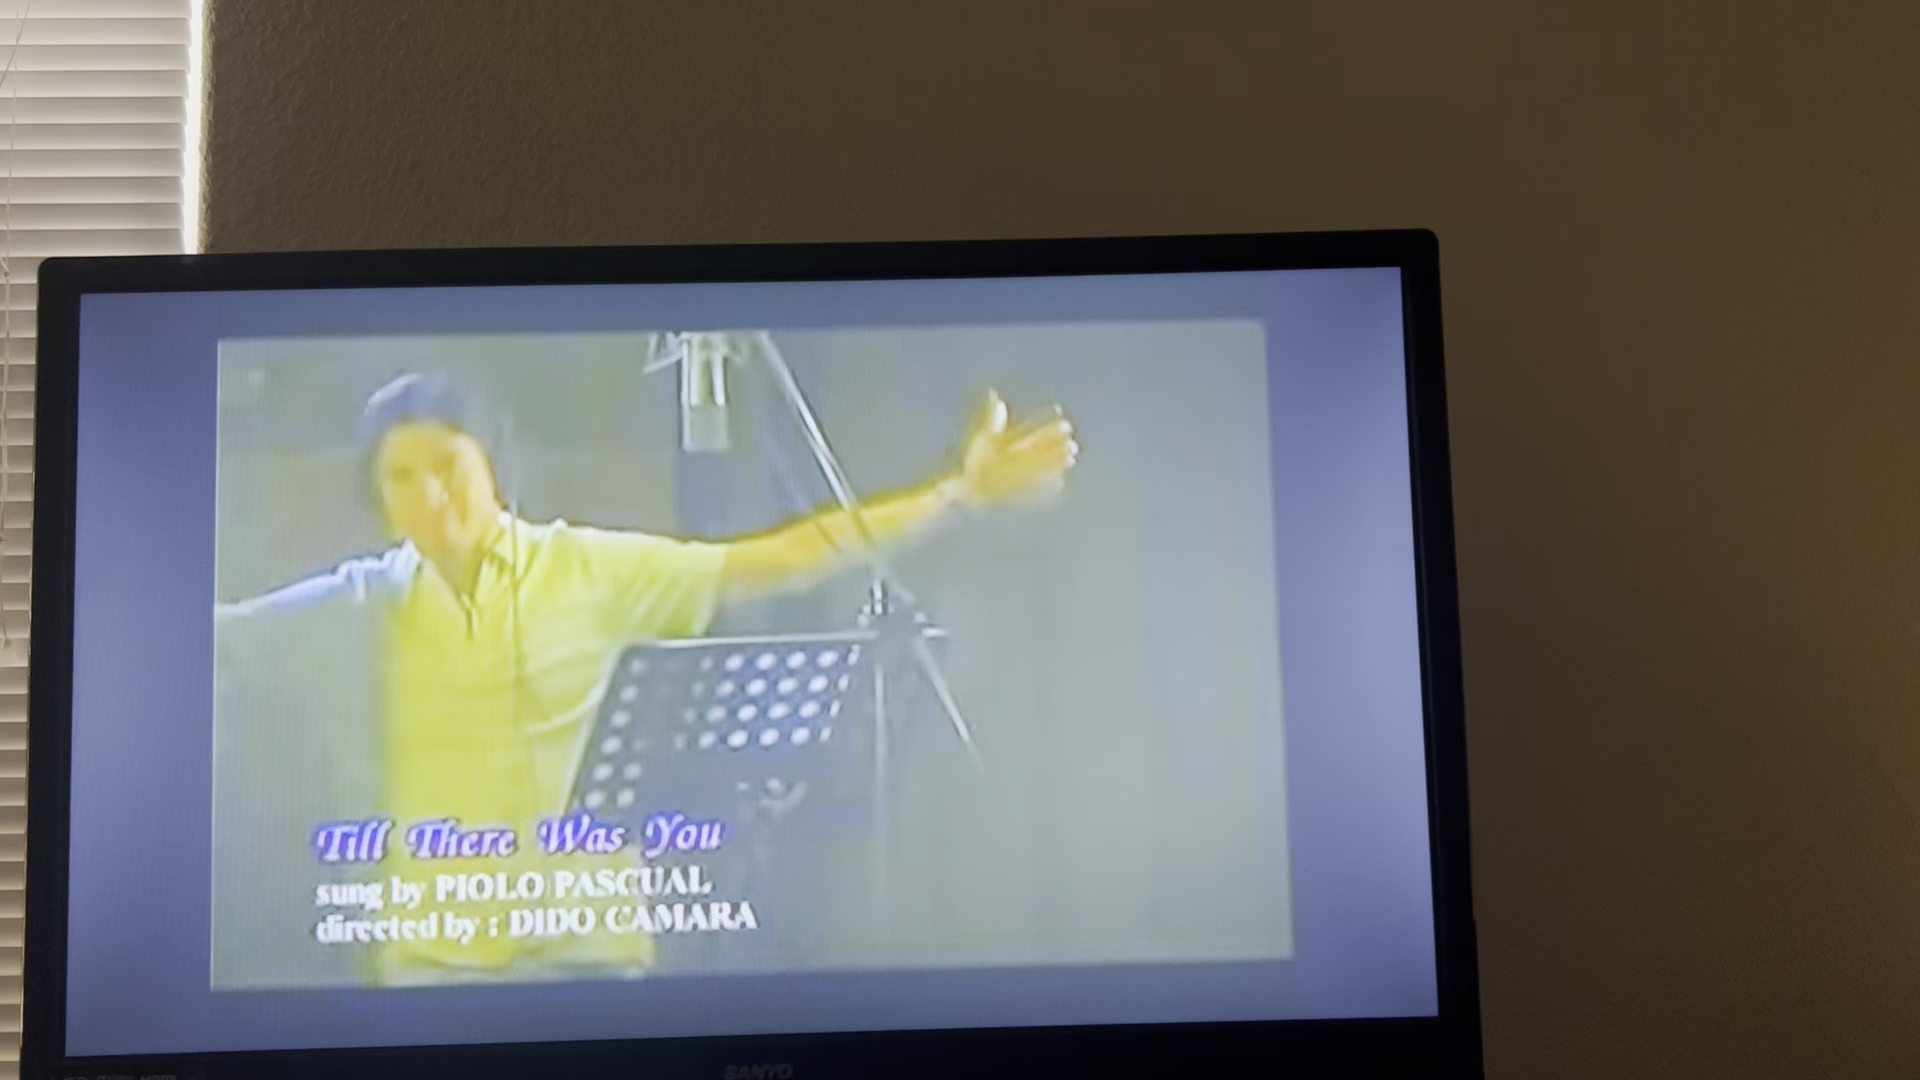 Till There Was You
sung by PIOLO PASCUAL
directed by : DIDO CAMARA
SANYO